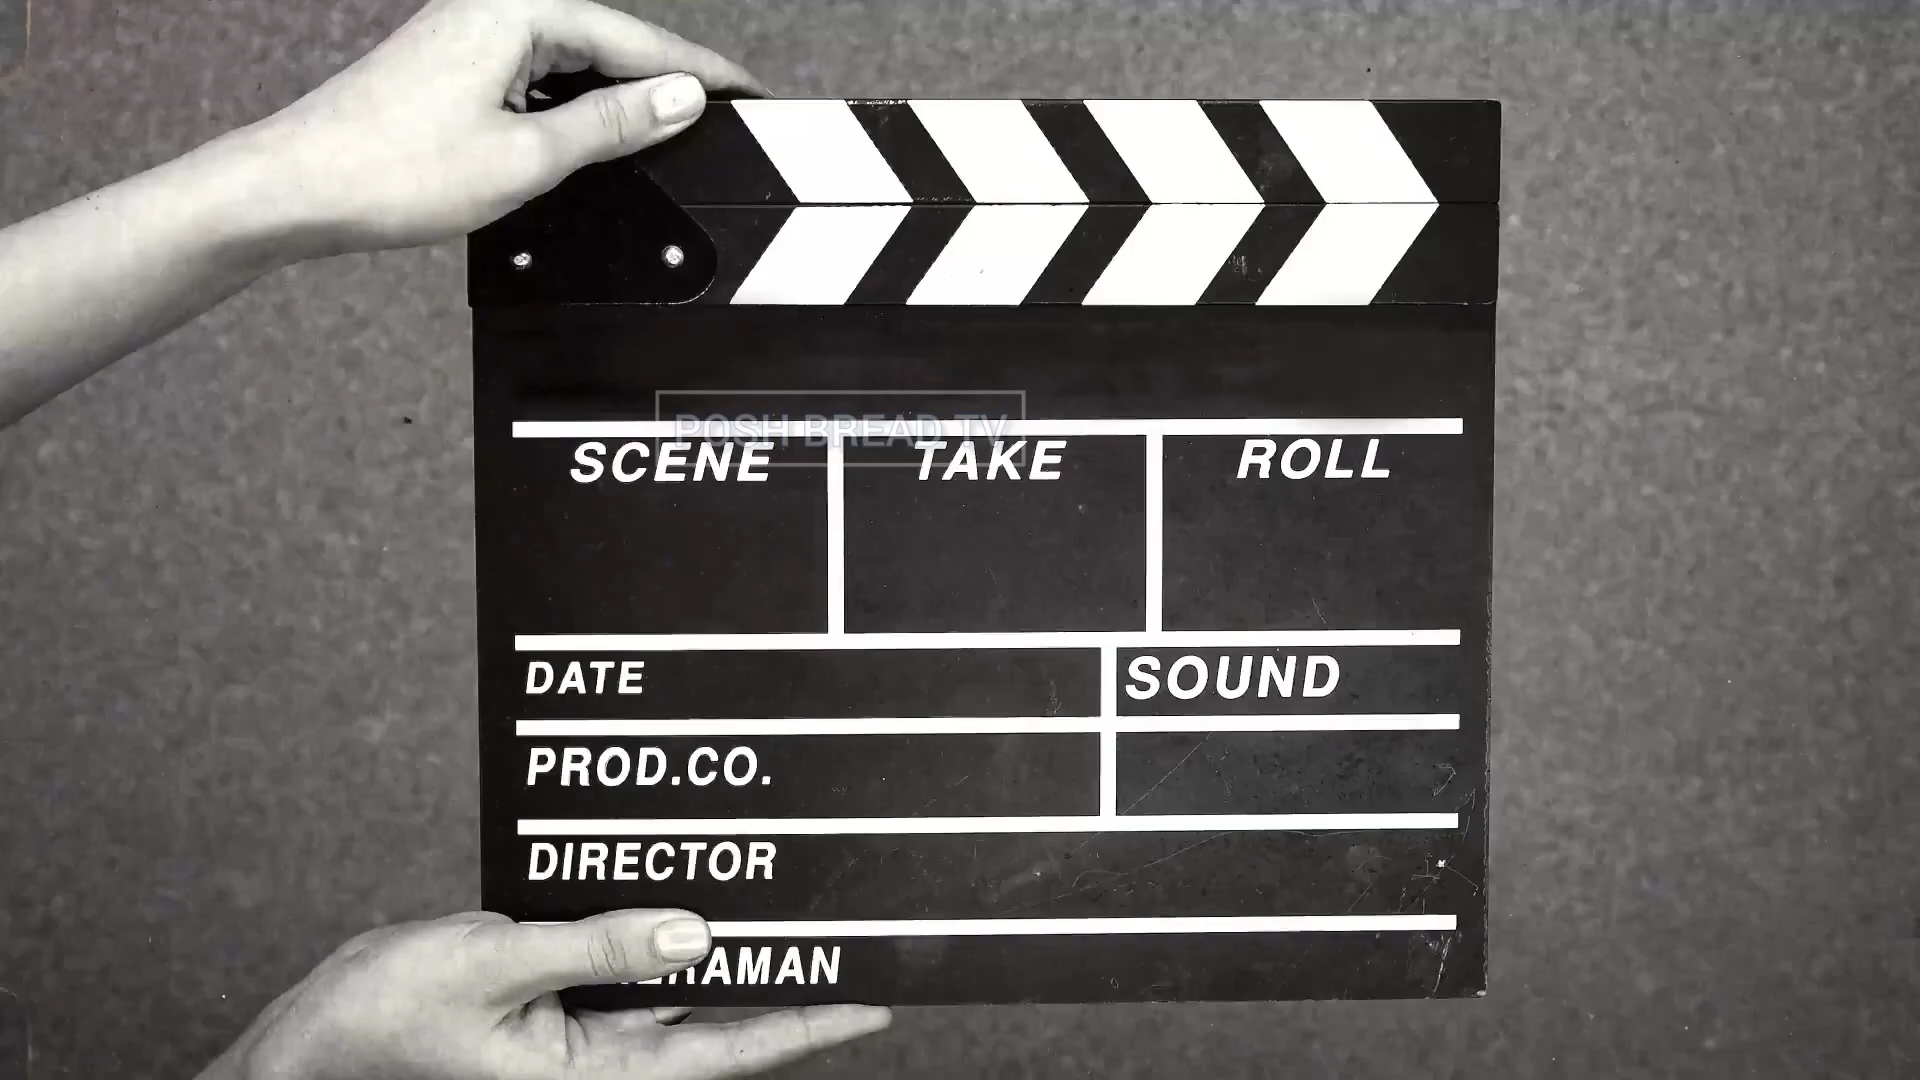 POSH BREAD TV
SCENE TAKE ROLL
DATE SOUND
PROD.CO.
DIRECTOR